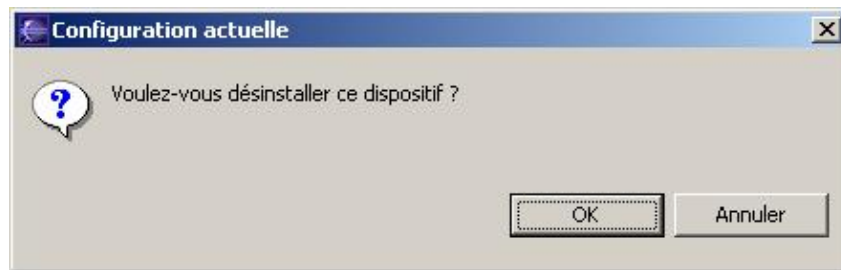 Configuration actuelle
Voulez-vous désinstaller ce dispositif ?
OK
Annuler